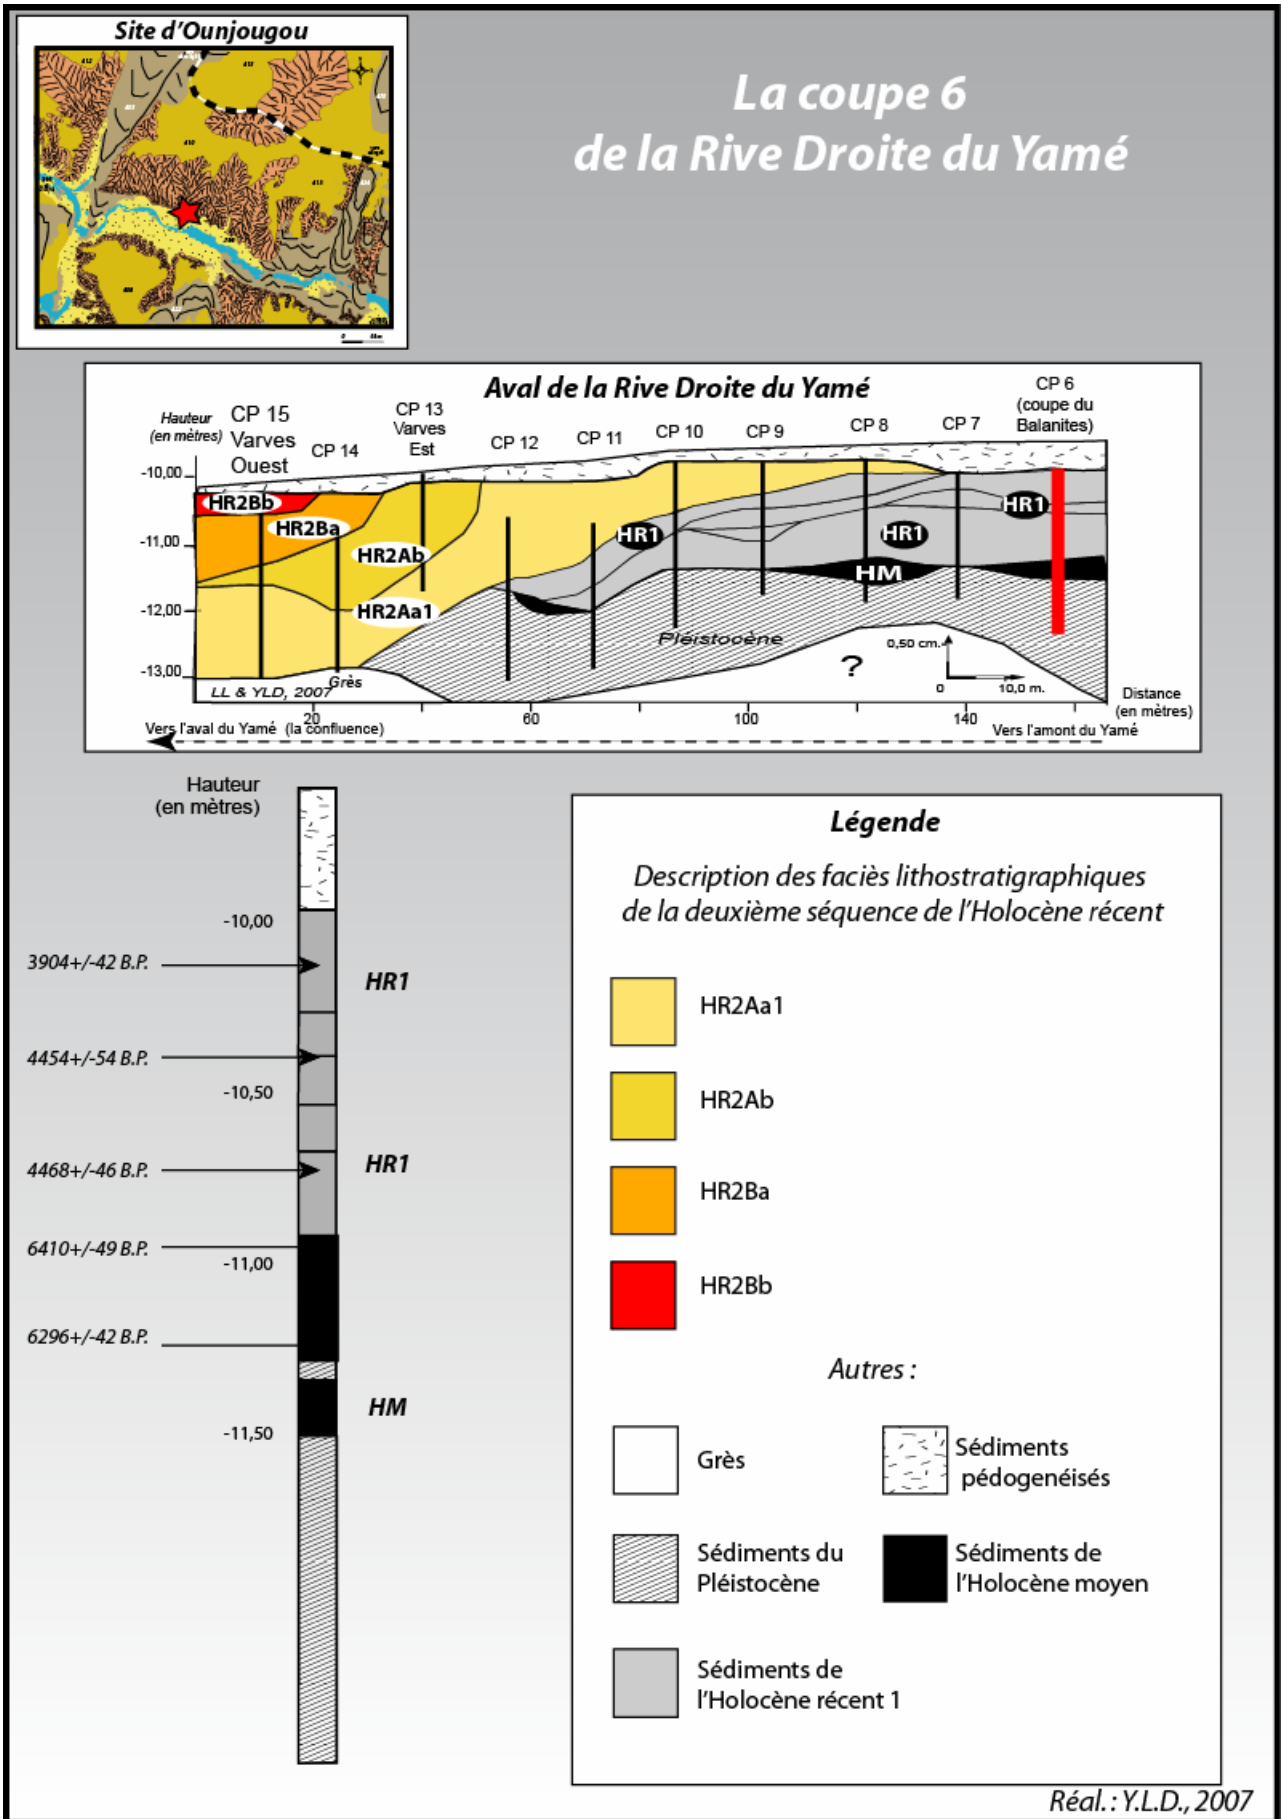 Site d'Ounjougou
La coupe 6
de la Rive Droite du Yamé
Aval de la Rive Droite du Yamé
Hauteur
(en mètres)
CP 15
Varves
Ouest
CP 14
CP 13
Varves
Est
CP 12
CP 11
CP 10
CP 9
CP 8
CP 7
CP 6
(coupe du
Balanites)
-10,00
-11,00
-12,00
-13,00
HR2Bb
HR2Ba
HR2Ab
HR2Aa1
HR1
HR1
HR1
HM
Pléistocène
?
0,50 cm.
0
10,0 m.
LL & YLD, 2007
Grès
20
60
100
140
Distance
(en mètres)
Vers l'aval du Yamé (la confluence)
Vers l'amont du Yamé
Hauteur
(en mètres)
-10,00
3904+/-42 B.P.
HR1
4454+/-54 B.P.
-10,50
4468+/-46 B.P.
HR1
6410+/-49 B.P.
-11,00
6296+/-42 B.P.
HM
-11,50
Légende
Description des faciès lithostratigraphiques
de la deuxième séquence de l'Holocène récent
HR2Aa1
HR2Ab
HR2Ba
HR2Bb
Autres :
Grès
Sédiments
pédogenéisés
Sédiments du
Pléistocène
Sédiments de
l'Holocène moyen
Sédiments de
l'Holocène récent 1
Réal. : Y.L.D., 2007